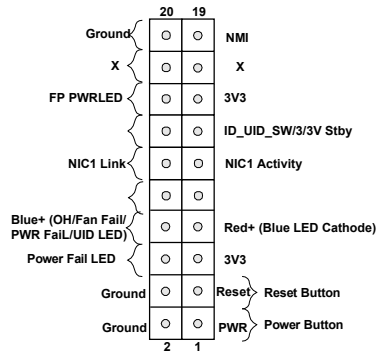 20 19
Ground NMI
X X
FP PWRLED 3V3
ID_UID_SW/3/3V Stby
NIC1 Link NIC1 Activity
Blue+ (OH/Fan Fail/
PWR FaiL/UID LED) Red+ (Blue LED Cathode)
Power Fail LED 3V3
Ground Reset Reset Button
Ground PWR Power Button
2 1